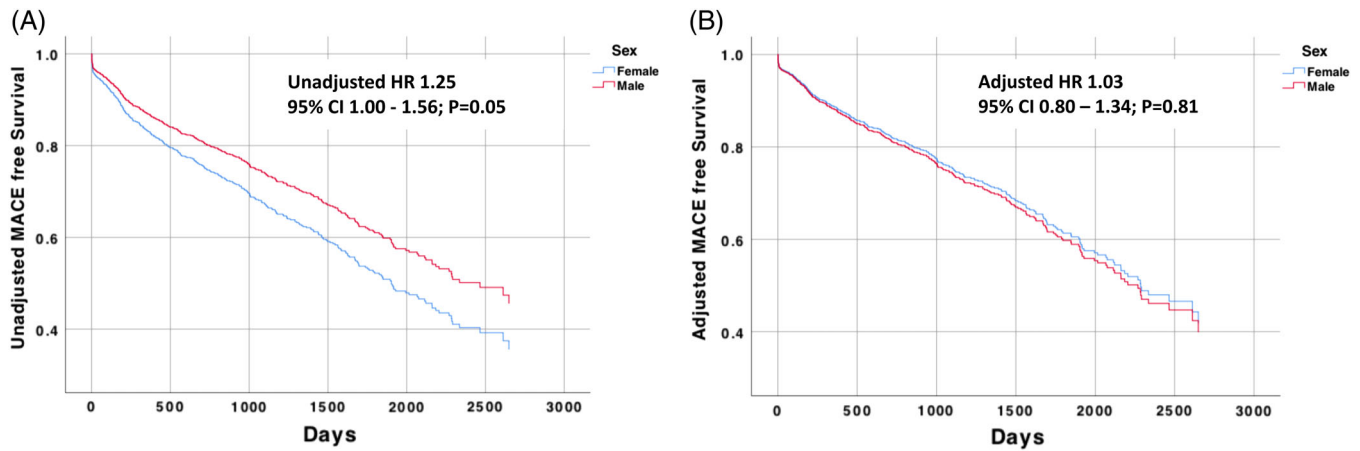 (A)
Unadjusted MACE free Survival
1.0
0.8
0.6
0.4
Unadjusted HR 1.25
95% CI 1.00 - 1.56; P=0.05
Sex
Female
Male
0 500 1000 1500 2000 2500 3000
Days
(B)
Adjusted MACE free Survival
1.0
0.8
0.6
0.4
Adjusted HR 1.03
95% CI 0.80 – 1.34; P=0.81
Sex
Female
Male
0 500 1000 1500 2000 2500 3000
Days